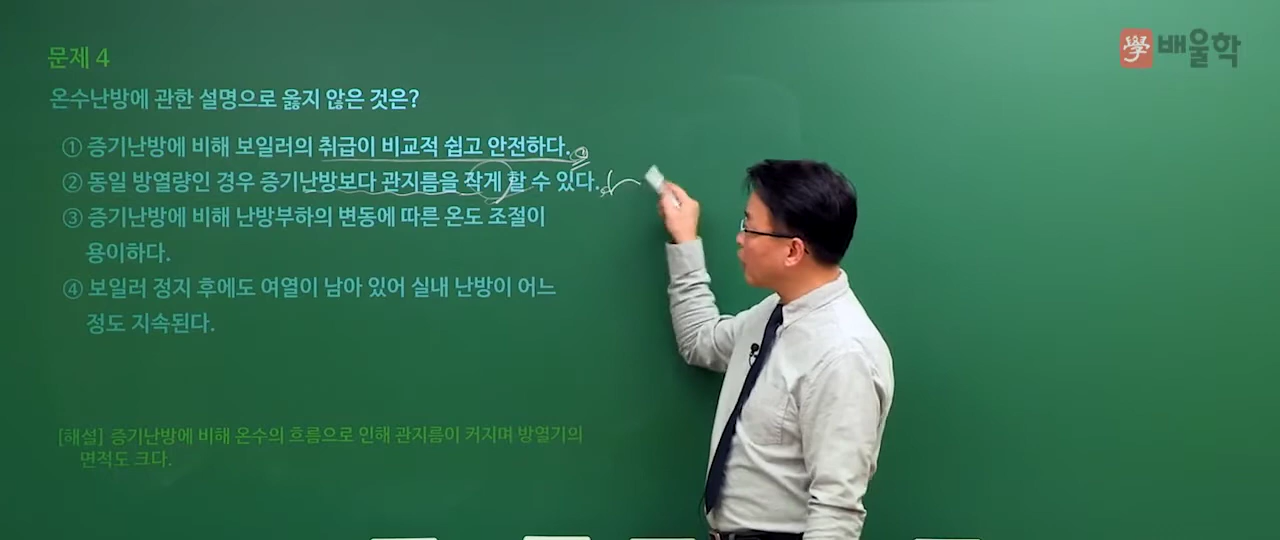 學 배울학
문제 4
온수난방에 관한 설명으로 옳지 않은 것은?
① 증기난방에 비해 보일러의 취급이 비교적 쉽고 안전하다.
② 동일 방열량인 경우 증기난방보다 관지름을 작게 할 수 있다.
③ 증기난방에 비해 난방부하의 변동에 따른 온도 조절이
용이하다.
④ 보일러 정지 후에도 여열이 남아 있어 실내 난방이 어느
정도 지속된다.
[해설] 증기난방에 비해 온수의 흐름으로 인해 관지름이 커지며 방열기의
면적도 크다.